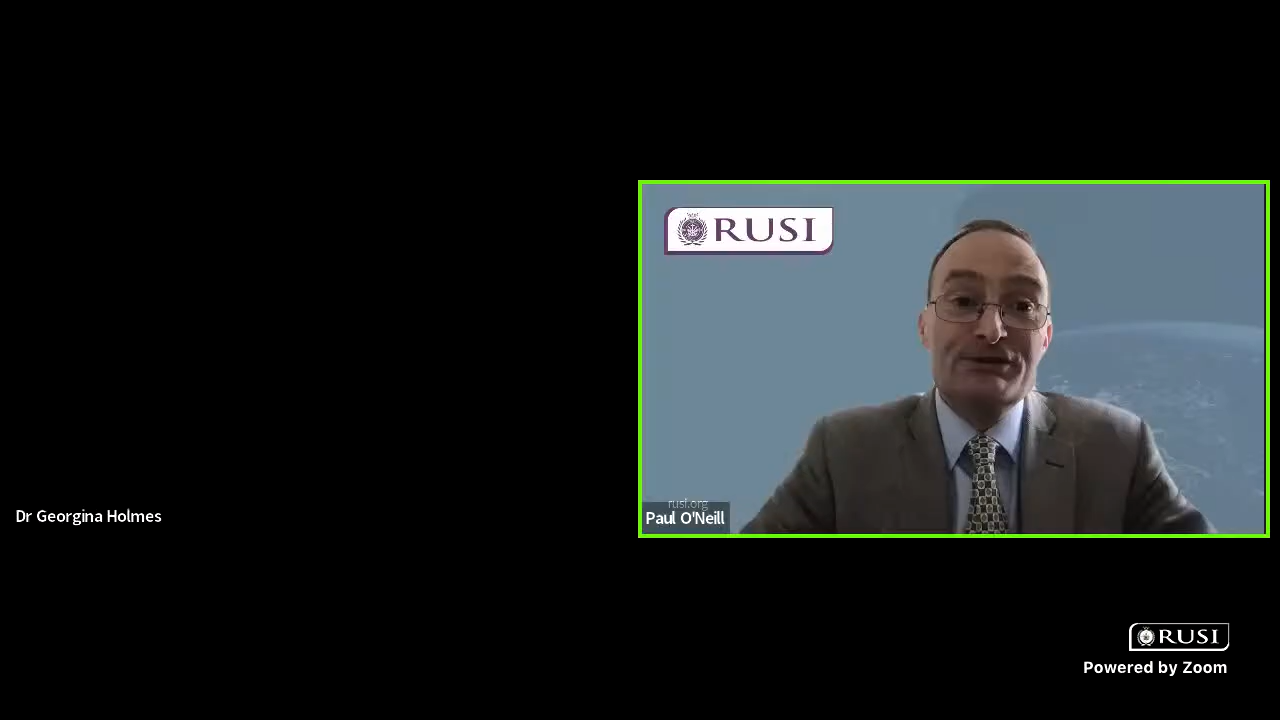 RUSI
rusi.org
Dr Georgina Holmes
Paul O'Neill
RUSI
Powered by Zoom